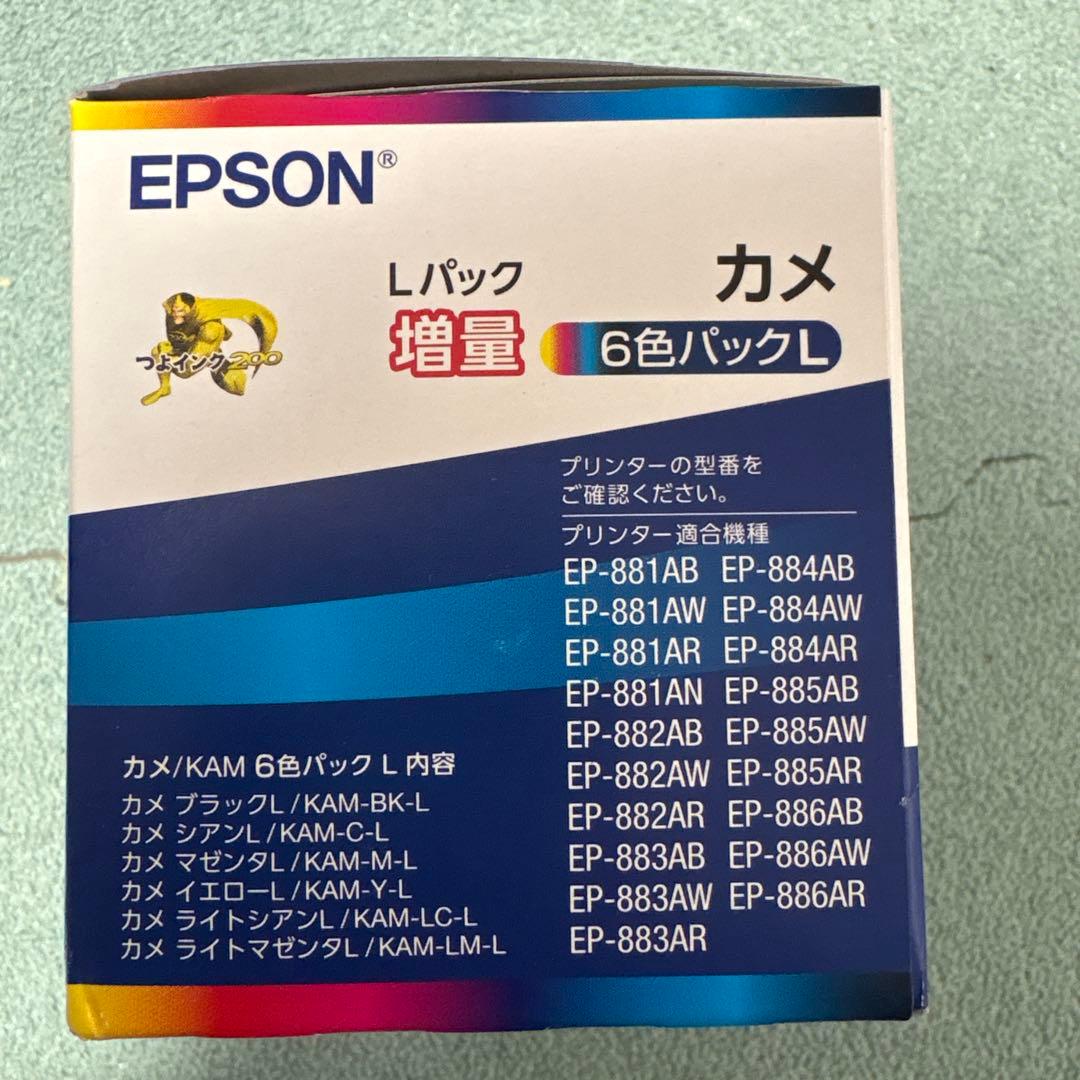 EPSON®
Lパック
増量
カメ
6色パックL
つよインク200
プリンターの型番を
ご確認ください。
プリンター適合機種
EP-881AB EP-884AB
EP-881AW EP-884AW
EP-881AR EP-884AR
EP-881AN EP-885AB
EP-882AB EP-885AW
EP-882AW EP-885AR
EP-882AR EP-886AB
EP-883AB EP-886AW
EP-883AW EP-886AR
EP-883AR
カメ/KAM 6色パック L 内容
カメ ブラックL/KAM-BK-L
カメ シアンL/KAM-C-L
カメ マゼンタL/KAM-M-L
カメ イエローL/KAM-Y-L
カメ ライトシアンL/KAM-LC-L
カメ ライトマゼンタL/KAM-LM-L